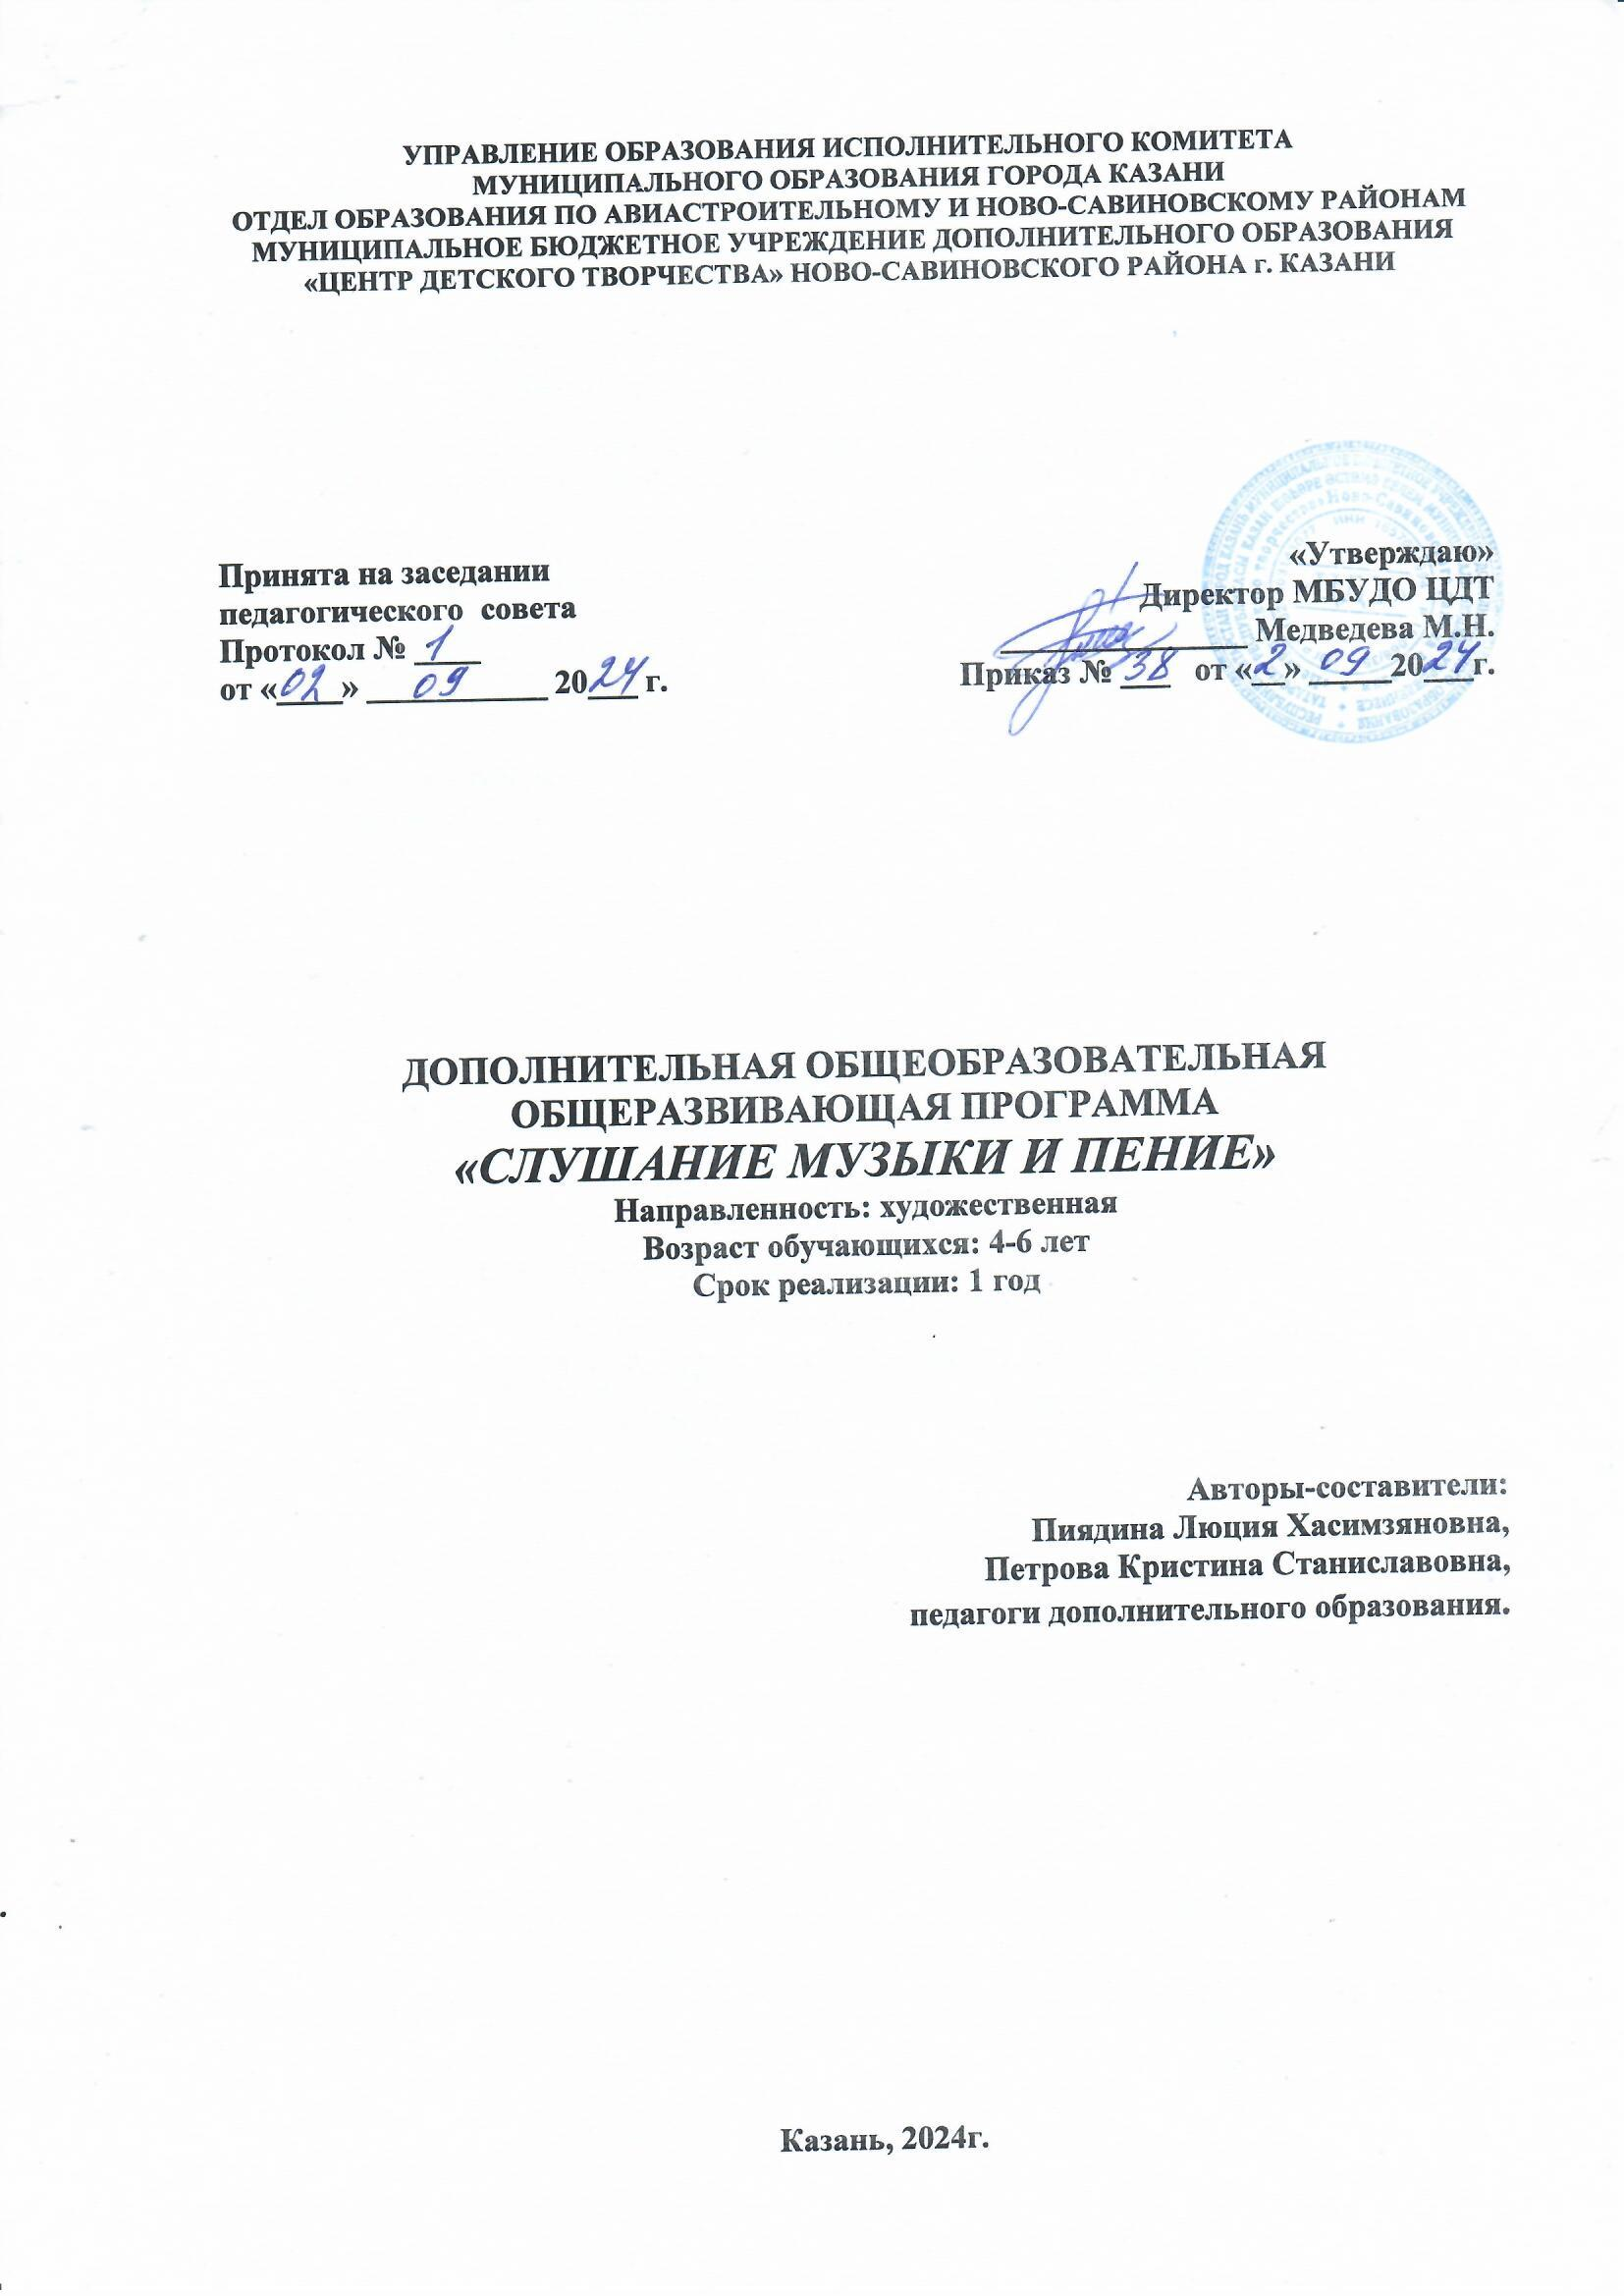 УПРАВЛЕНИЕ ОБРАЗОВАНИЯ ИСПОЛНИТЕЛЬНОГО КОМИТЕТА
МУНИЦИПАЛЬНОГО ОБРАЗОВАНИЯ ГОРОДА КАЗАНИ
ОТДЕЛ ОБРАЗОВАНИЯ ПО АВИАСТРОИТЕЛЬНОМУ И НОВО-САВИНОВСКОМУ РАЙОНАМ
МУНИЦИПАЛЬНОЕ БЮДЖЕТНОЕ УЧРЕЖДЕНИЕ ДОПОЛНИТЕЛЬНОГО ОБРАЗОВАНИЯ
«ЦЕНТР ДЕТСКОГО ТВОРЧЕСТВА» НОВО-САВИНОВСКОГО РАЙОНА г. КАЗАНИ
Принята на заседании
педагогического совета
Протокол № 1
от «02» 09 2024 г.
«Утверждаю»
Директор МБУДО ЦДТ
Медведева М.Н.
Приказ № 38 от «2» 09 2024г.
ДОПОЛНИТЕЛЬНАЯ ОБЩЕОБРАЗОВАТЕЛЬНАЯ
ОБЩЕРАЗВИВАЮЩАЯ ПРОГРАММА
«СЛУШАНИЕ МУЗЫКИ И ПЕНИЕ»
Направленность: художественная
Возраст обучающихся: 4-6 лет
Срок реализации: 1 год
Авторы-составители:
Пиядина Люция Хасимзяновна,
Петрова Кристина Станиславовна,
педагоги дополнительного образования.
Казань, 2024г.